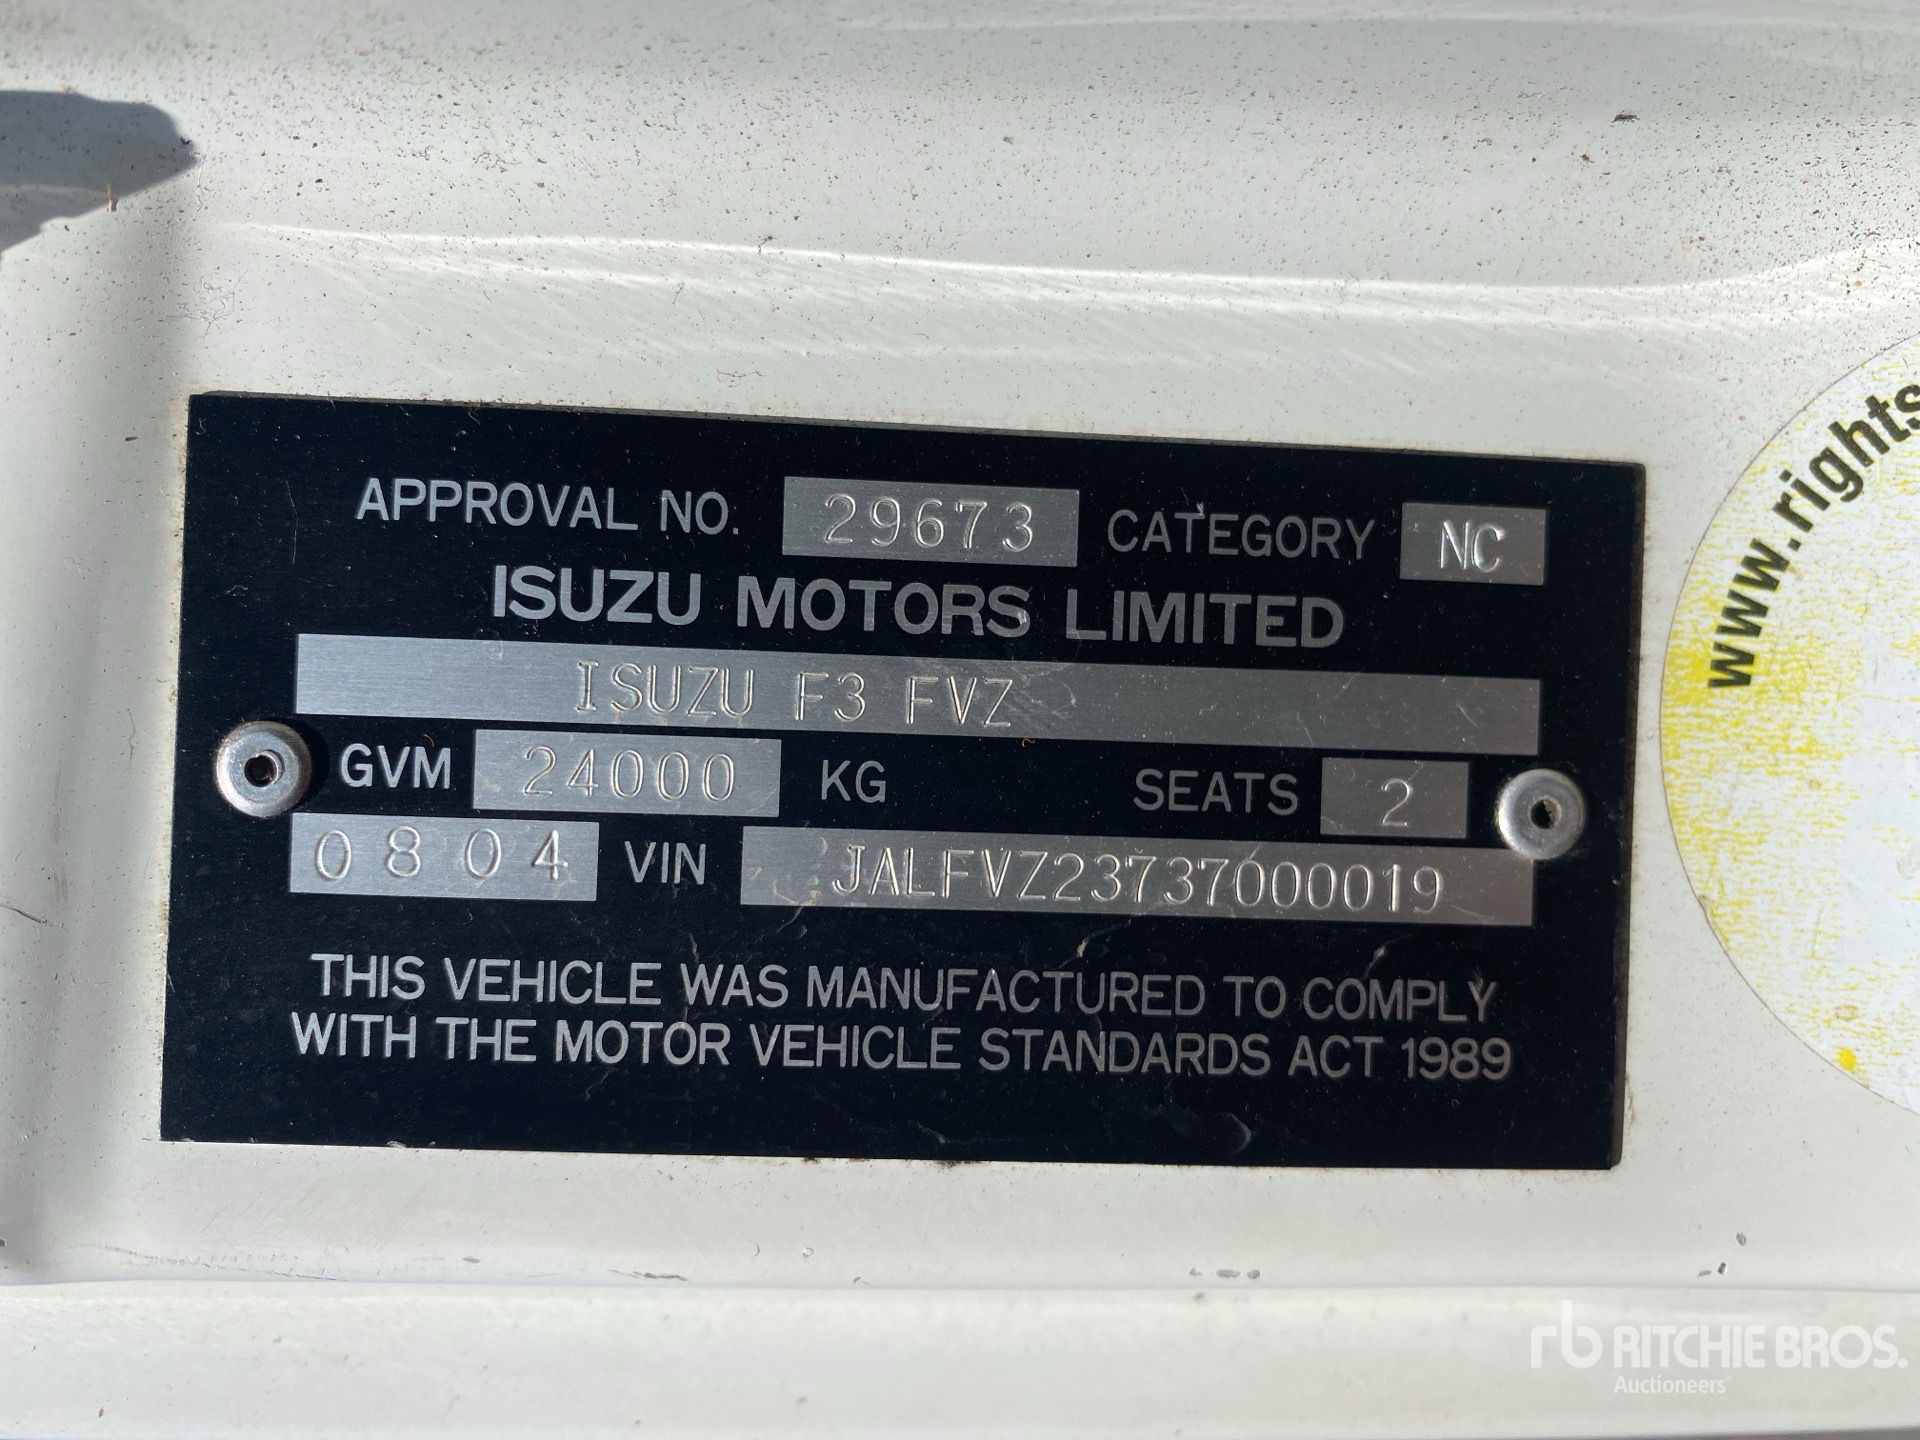 APPROVAL NO. 29673 CATEGORY NC
ISUZU MOTORS LIMITED
ISUZU F3 FVZ
GVM 24000 KG SEATS 2
0804 VIN JALFVZ23737000019
THIS VEHICLE WAS MANUFACTURED TO COMPLY
WITH THE MOTOR VEHICLE STANDARDS ACT 1989
www.rights
rb RITCHIE BROS.
Auctioneers